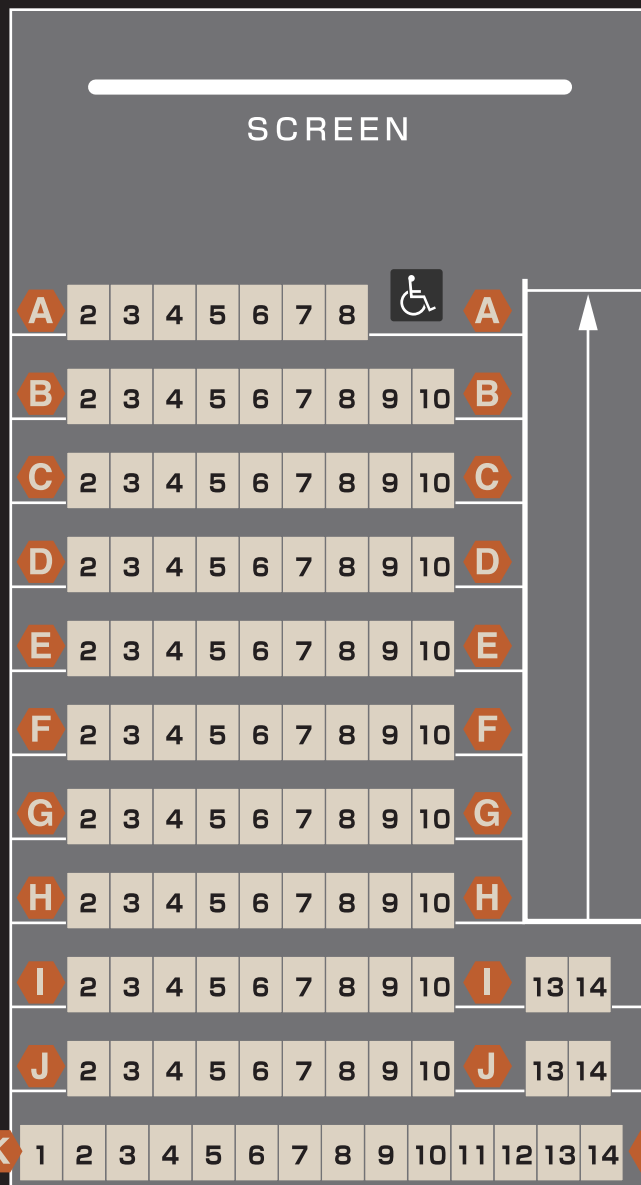 SCREEN
A 2 3 4 5 6 7 8 A
B 2 3 4 5 6 7 8 9 10 B
C 2 3 4 5 6 7 8 9 10 C
D 2 3 4 5 6 7 8 9 10 D
E 2 3 4 5 6 7 8 9 10 E
F 2 3 4 5 6 7 8 9 10 F
G 2 3 4 5 6 7 8 9 10 G
H 2 3 4 5 6 7 8 9 10 H
I 2 3 4 5 6 7 8 9 10 I 13 14
J 2 3 4 5 6 7 8 9 10 J 13 14
K 1 2 3 4 5 6 7 8 9 10 11 12 13 14